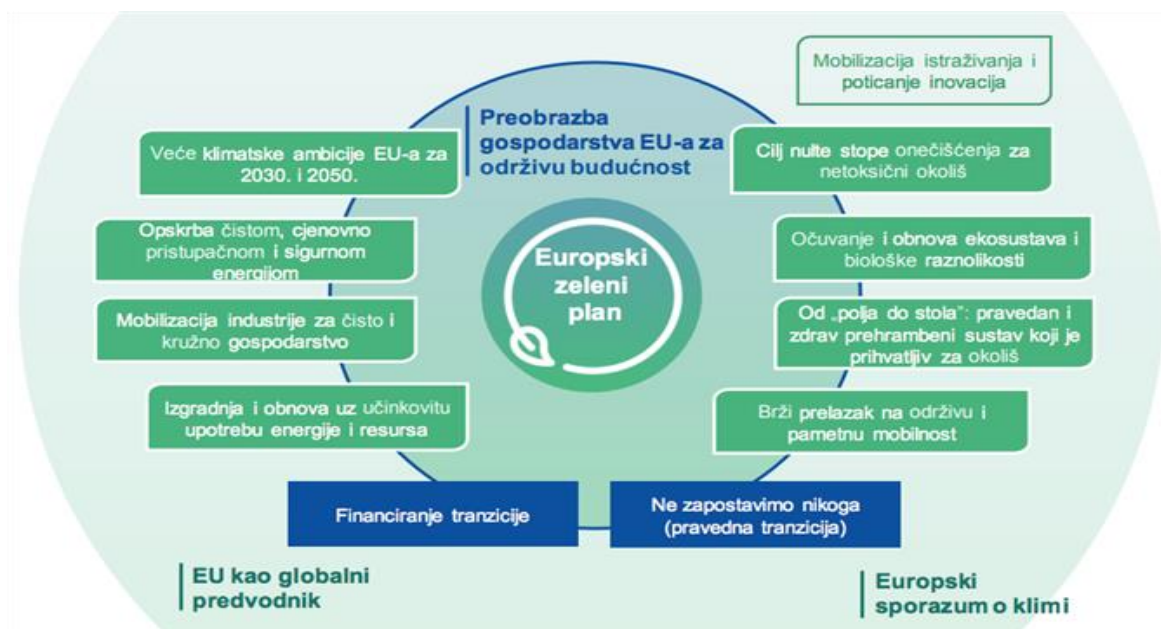 Mobilizacija istraživanja i
poticanje inovacija
Preobrazba
gospodarstva EU-a za
održivu budućnost
Veće klimatske ambicije EU-a za
2030. i 2050.
Cilj nulte stope onečišćenja za
netoksični okoliš
Opskrba čistom, cjenovno
pristupačnom i sigurnom
energijom
Očuvanje i obnova ekosustava i
biološke raznolikosti
Europski
zeleni
plan
Mobilizacija industrije za čisto i
kružno gospodarstvo
Od „polja do stola”: pravedan i
zdrav prehrambeni sustav koji je
prihvatljiv za okoliš
Izgradnja i obnova uz učinkovitu
upotrebu energije i resursa
Brži prelazak na održivu i
pametnu mobilnost
Financiranje tranzicije
Ne zapostavimo nikoga
(pravedna tranzicija)
EU kao globalni
predvodnik
Europski
sporazum o klimi